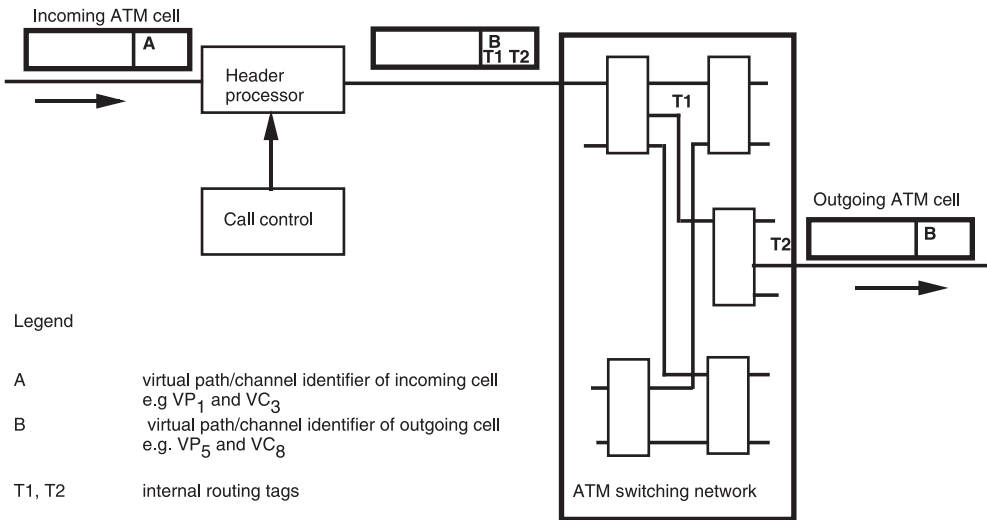 Incoming ATM cell
A
B
T1 T2
Header
processor
T1
Call control
Outgoing ATM cell
B
T2
Legend
A virtual path/channel identifier of incoming cell
e.g VP1 and VC3
B virtual path/channel identifier of outgoing cell
e.g. VP5 and VC8
T1, T2 internal routing tags
ATM switching network